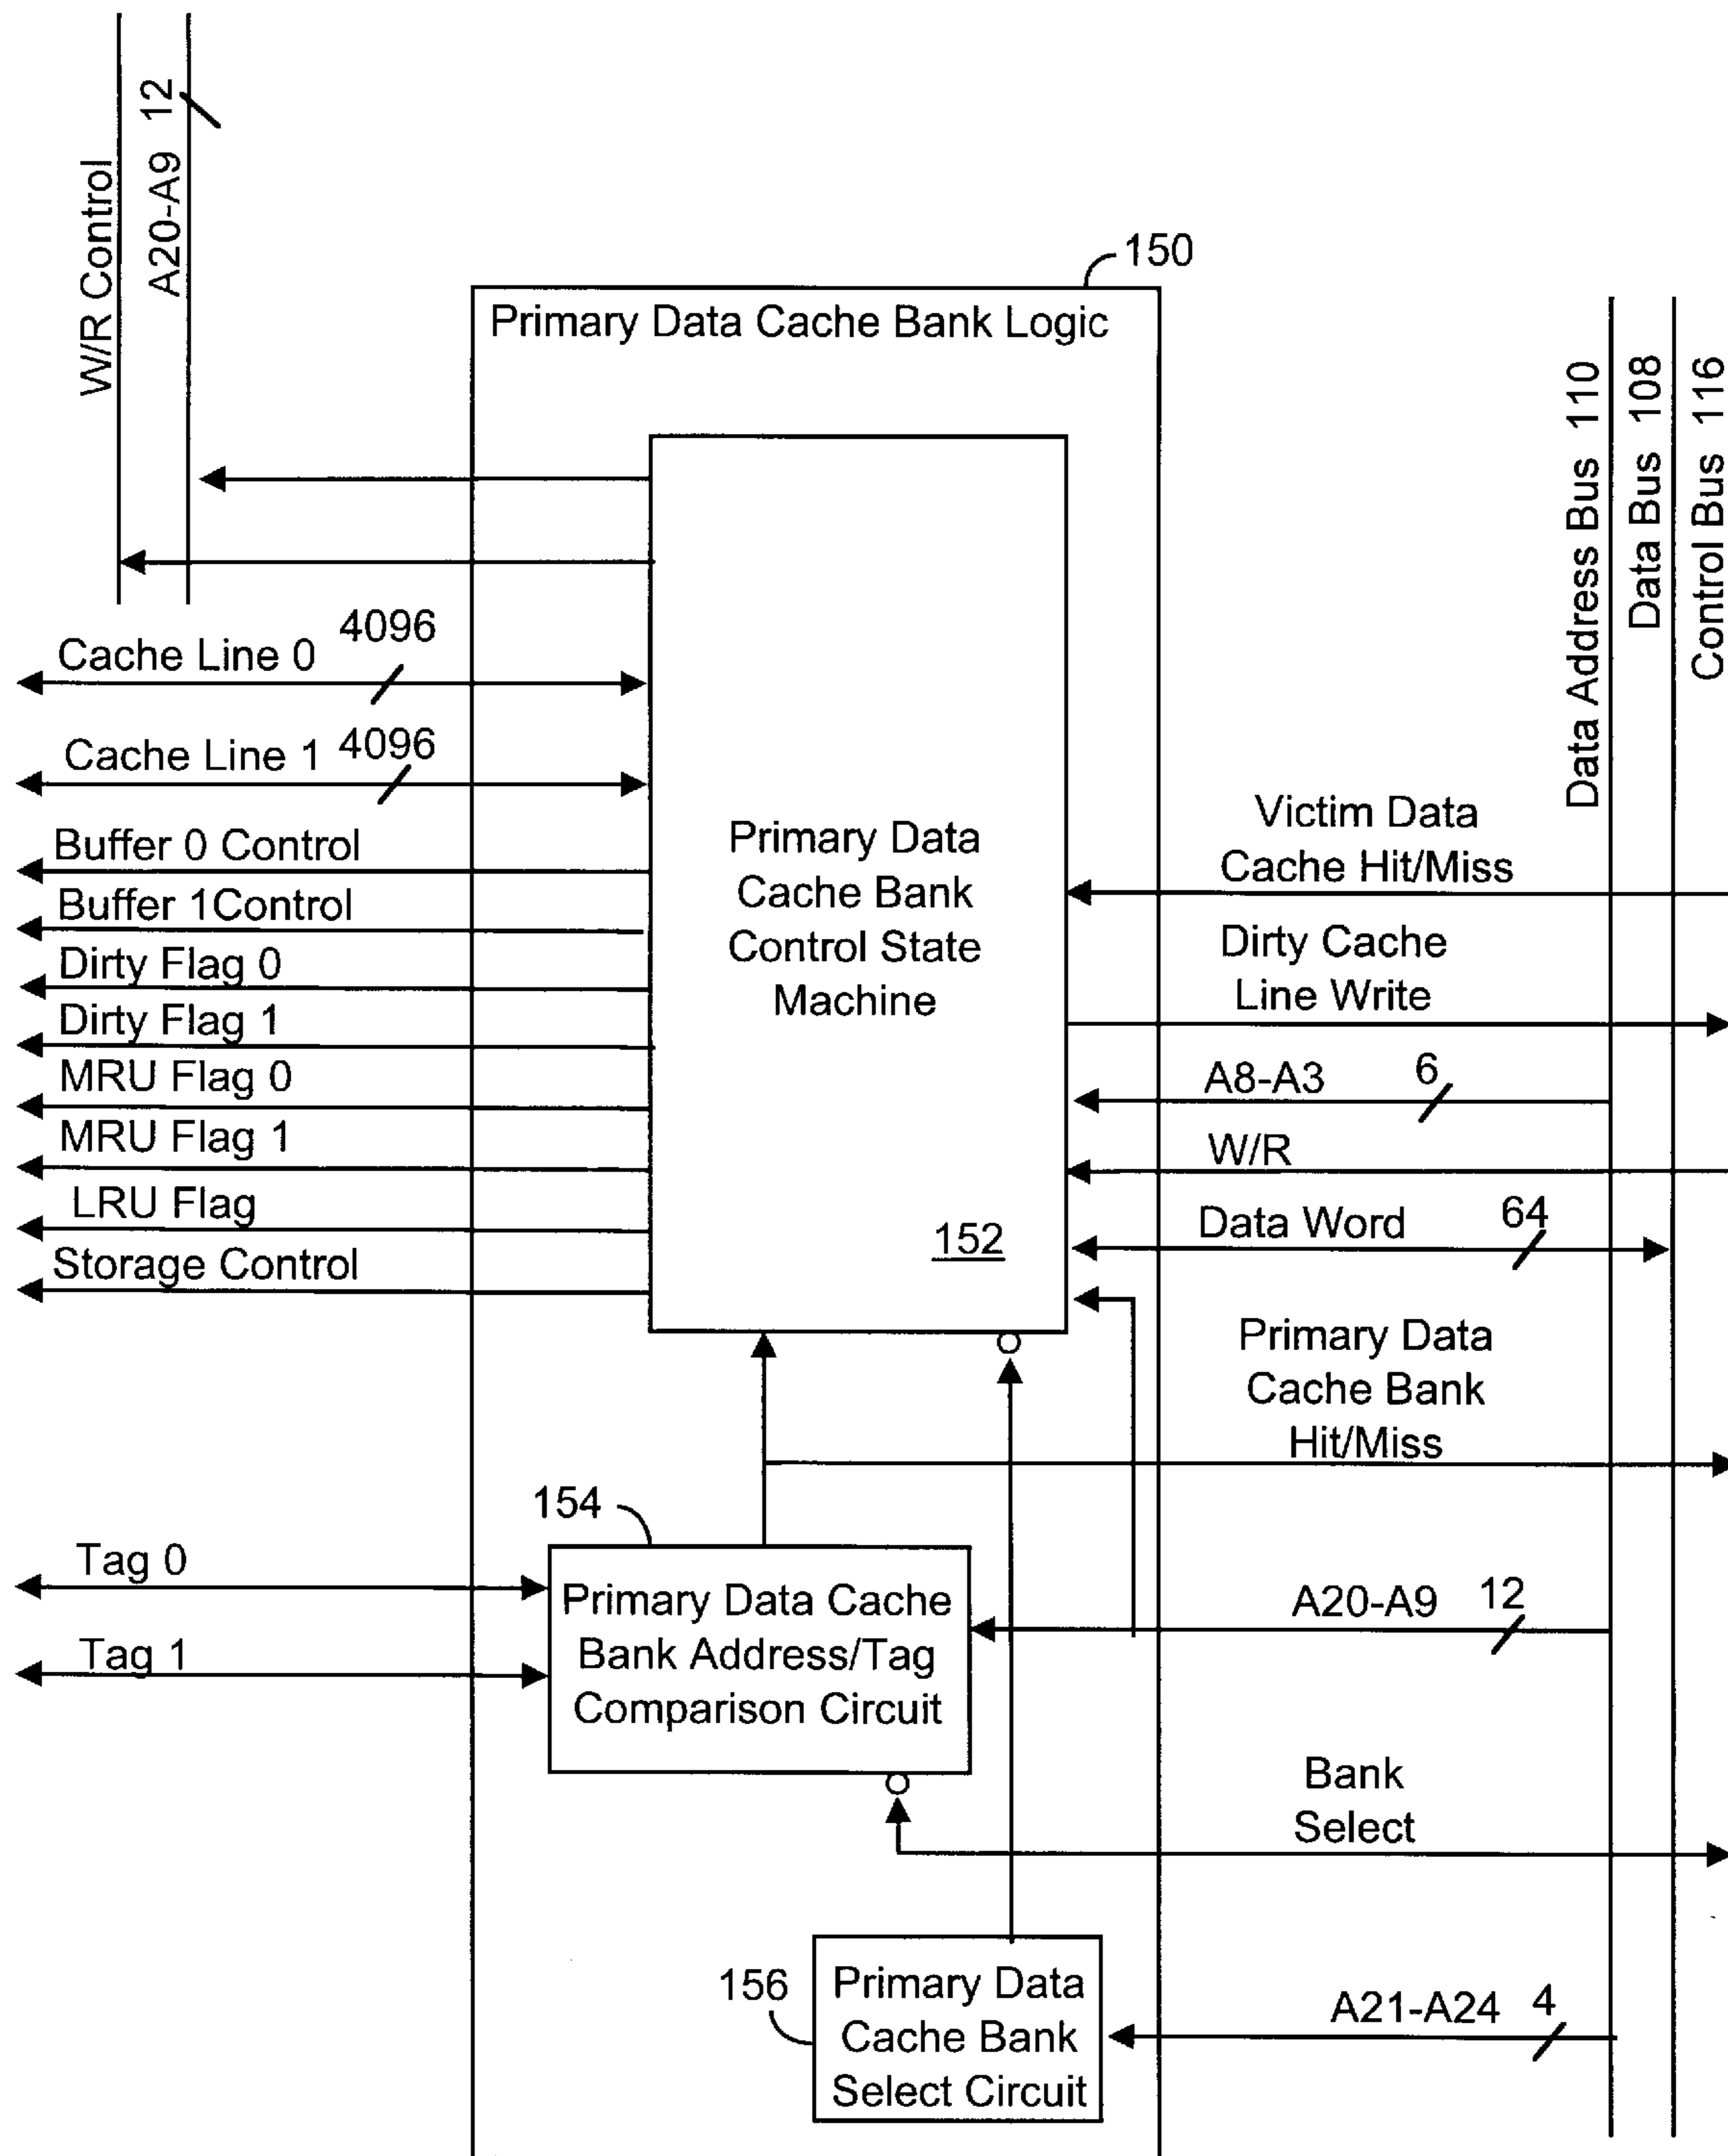 W/R Control
A20-A9 12
150
Primary Data Cache Bank Logic
Data Address Bus 110
Data Bus 108
Control Bus 116
Cache Line 0
4096
Cache Line 1
4096
Buffer 0 Control
Buffer 1Control
Dirty Flag 0
Dirty Flag 1
MRU Flag 0
MRU Flag 1
LRU Flag
Storage Control
Primary Data
Cache Bank
Control State
Machine
152
Victim Data
Cache Hit/Miss
Dirty Cache
Line Write
A8-A3 6
W/R
Data Word 64
Primary Data
Cache Bank
Hit/Miss
154
Tag 0
Tag 1
Primary Data Cache
Bank Address/Tag
Comparison Circuit
A20-A9 12
Bank
Select
156
Primary Data
Cache Bank
Select Circuit
A21-A24 4